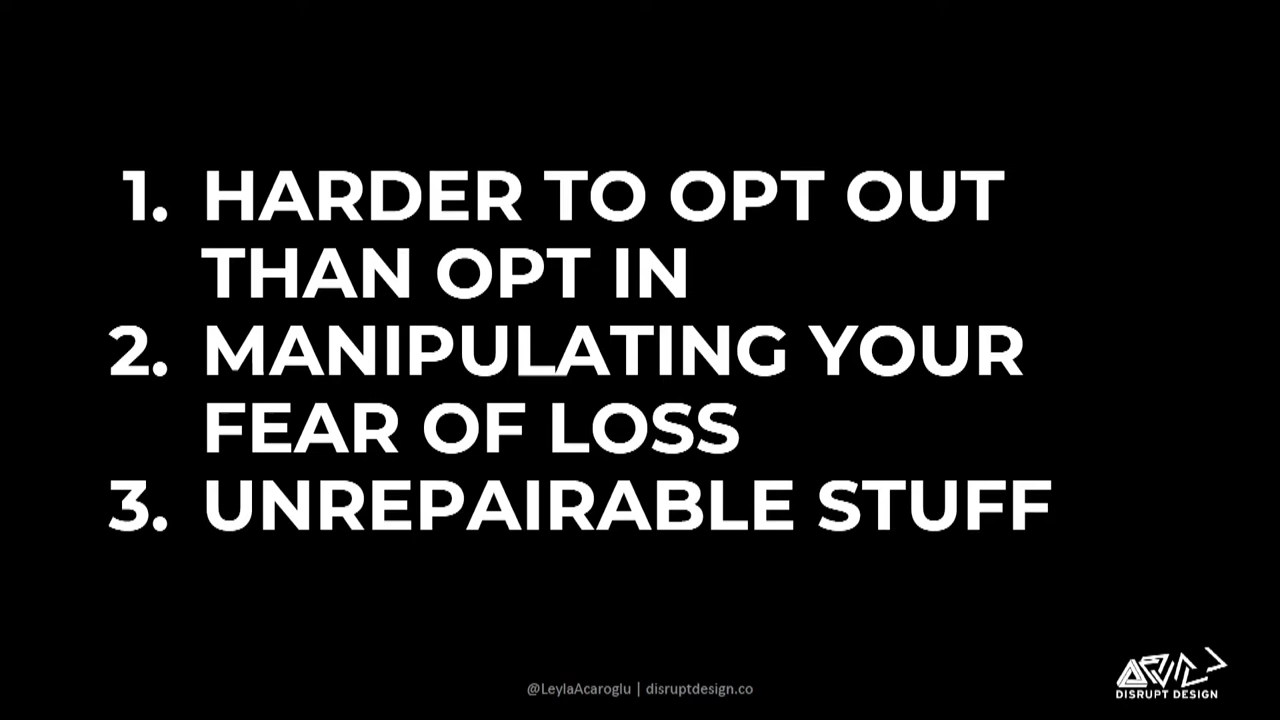 1. HARDER TO OPT OUT
THAN OPT IN
2. MANIPULATING YOUR
FEAR OF LOSS
3. UNREPAIRABLE STUFF
@LeylaAcaroglu | disruptdesign.co
DISRUPT DESIGN